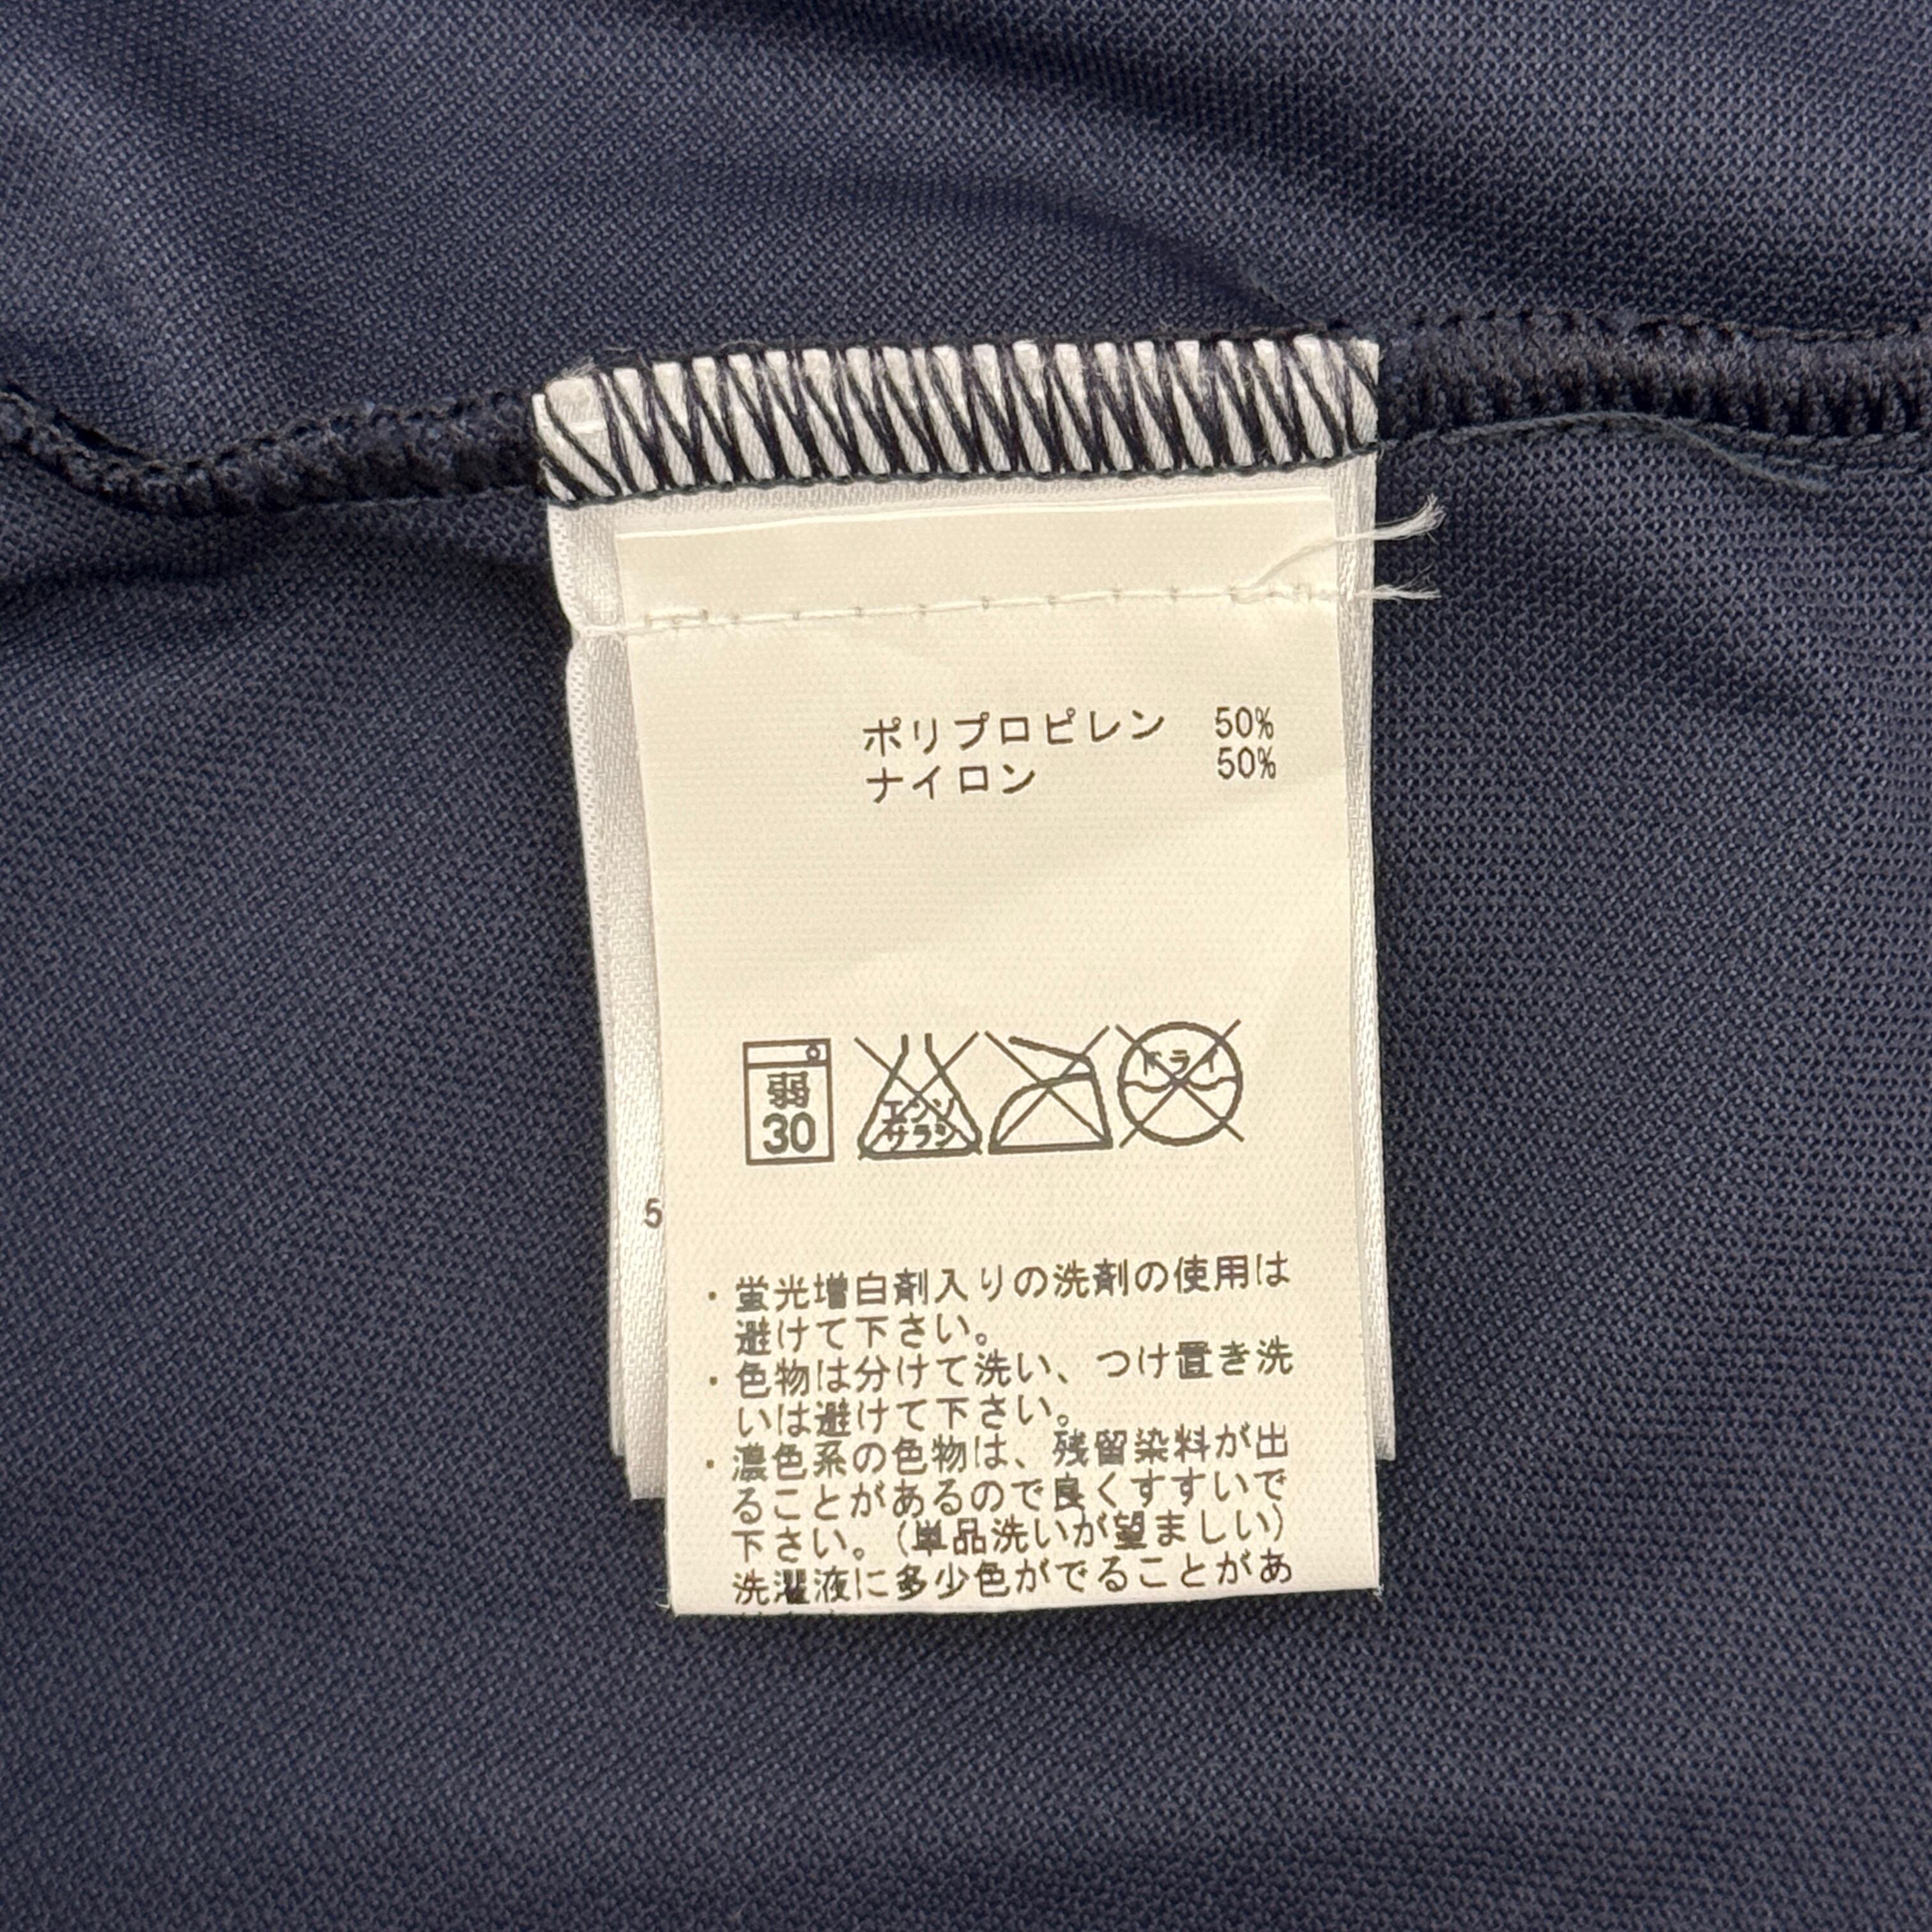 ポリプロピレン 50%
ナイロン 50%
弱
30
エンソ
サラシ
ドライ
5
・蛍光増白剤入りの洗剤の使用は
避けて下さい。
・色物は分けて洗い、つけ置き洗
いは避けて下さい。
・濃色系の色物は、残留染料が出
ることがあるので良くすすいで
下さい。(単品洗いが望ましい)
洗濯液に多少色がでることがあ